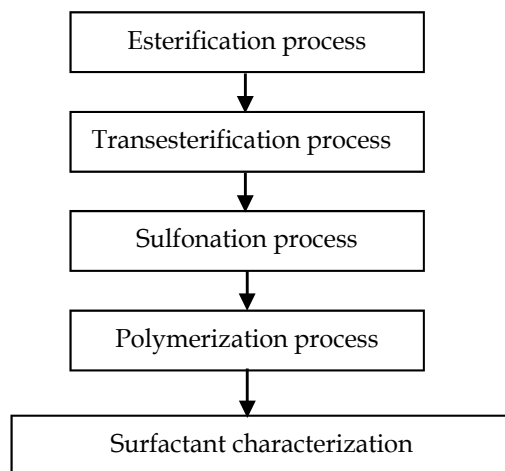 Esterification process
Transesterification process
Sulfonation process
Polymerization process
Surfactant characterization